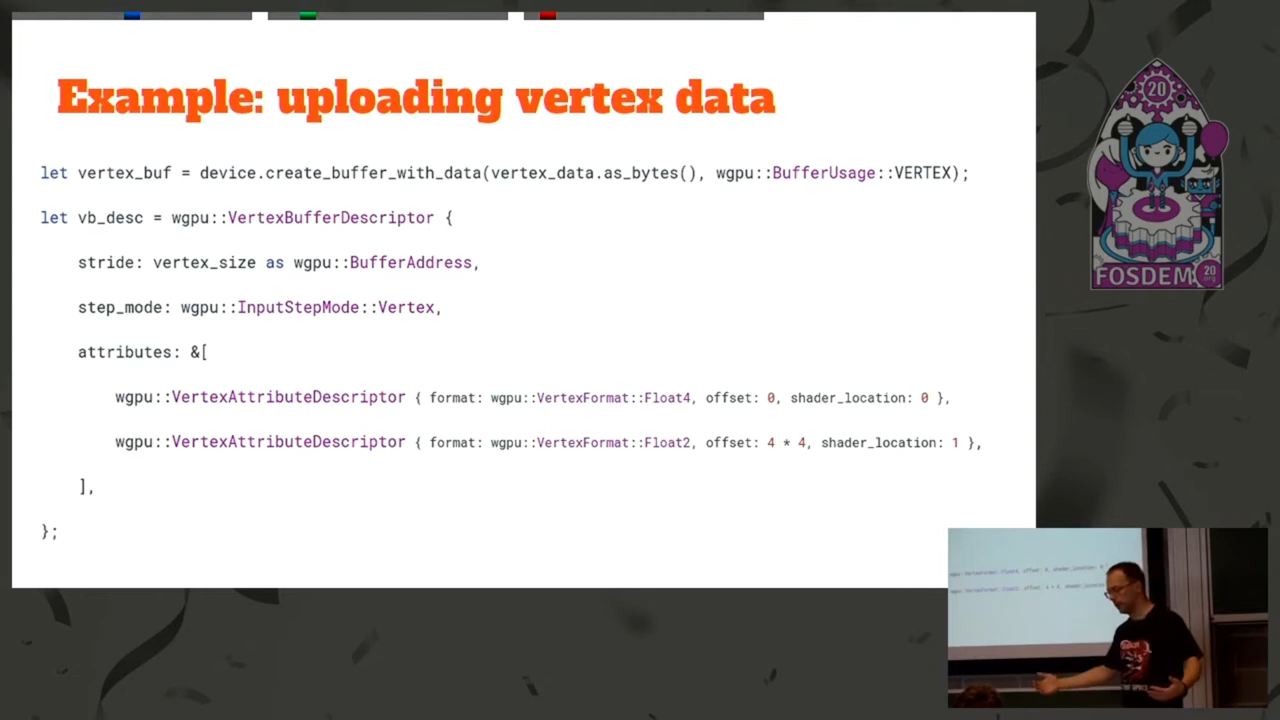 Example: uploading vertex data
let vertex_buf = device.create_buffer_with_data(vertex_data.as_bytes(), wgpu::BufferUsage::VERTEX);
let vb_desc = wgpu::VertexBufferDescriptor {
stride: vertex_size as wgpu::BufferAddress,
step_mode: wgpu::InputStepMode::Vertex,
attributes: &[
wgpu::VertexAttributeDescriptor { format: wgpu::VertexFormat::Float4, offset: 0, shader_location: 0 },
wgpu::VertexAttributeDescriptor { format: wgpu::VertexFormat::Float2, offset: 4 * 4, shader_location: 1 },
],
};
20
FOSDEM
20
.org